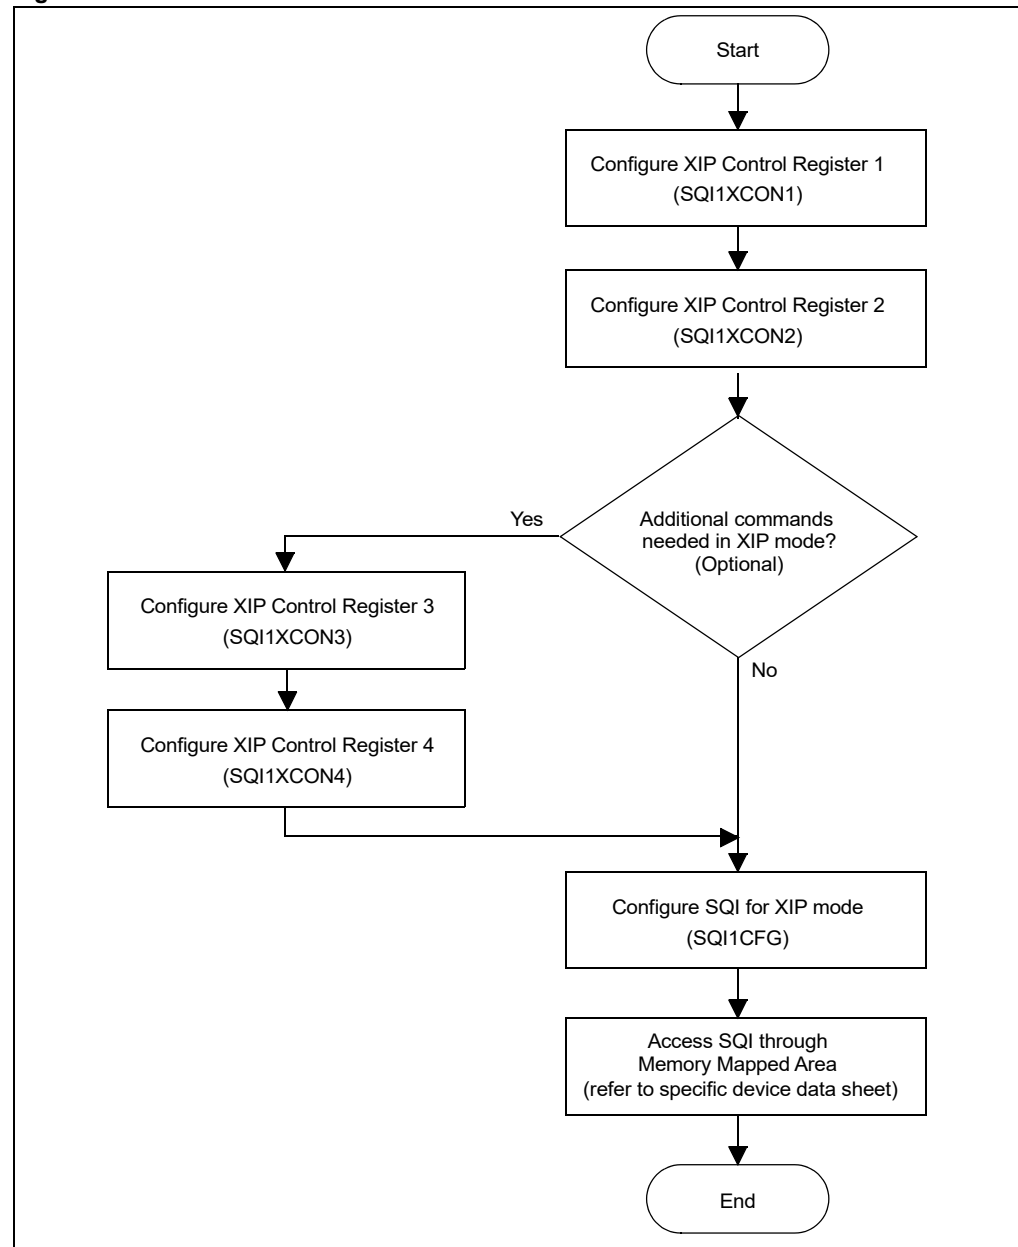 Start
Configure XIP Control Register 1
(SQI1XCON1)
Configure XIP Control Register 2
(SQI1XCON2)
Additional commands
needed in XIP mode?
(Optional)
Yes
No
Configure XIP Control Register 3
(SQI1XCON3)
Configure XIP Control Register 4
(SQI1XCON4)
Configure SQI for XIP mode
(SQI1CFG)
Access SQI through
Memory Mapped Area
(refer to specific device data sheet)
End